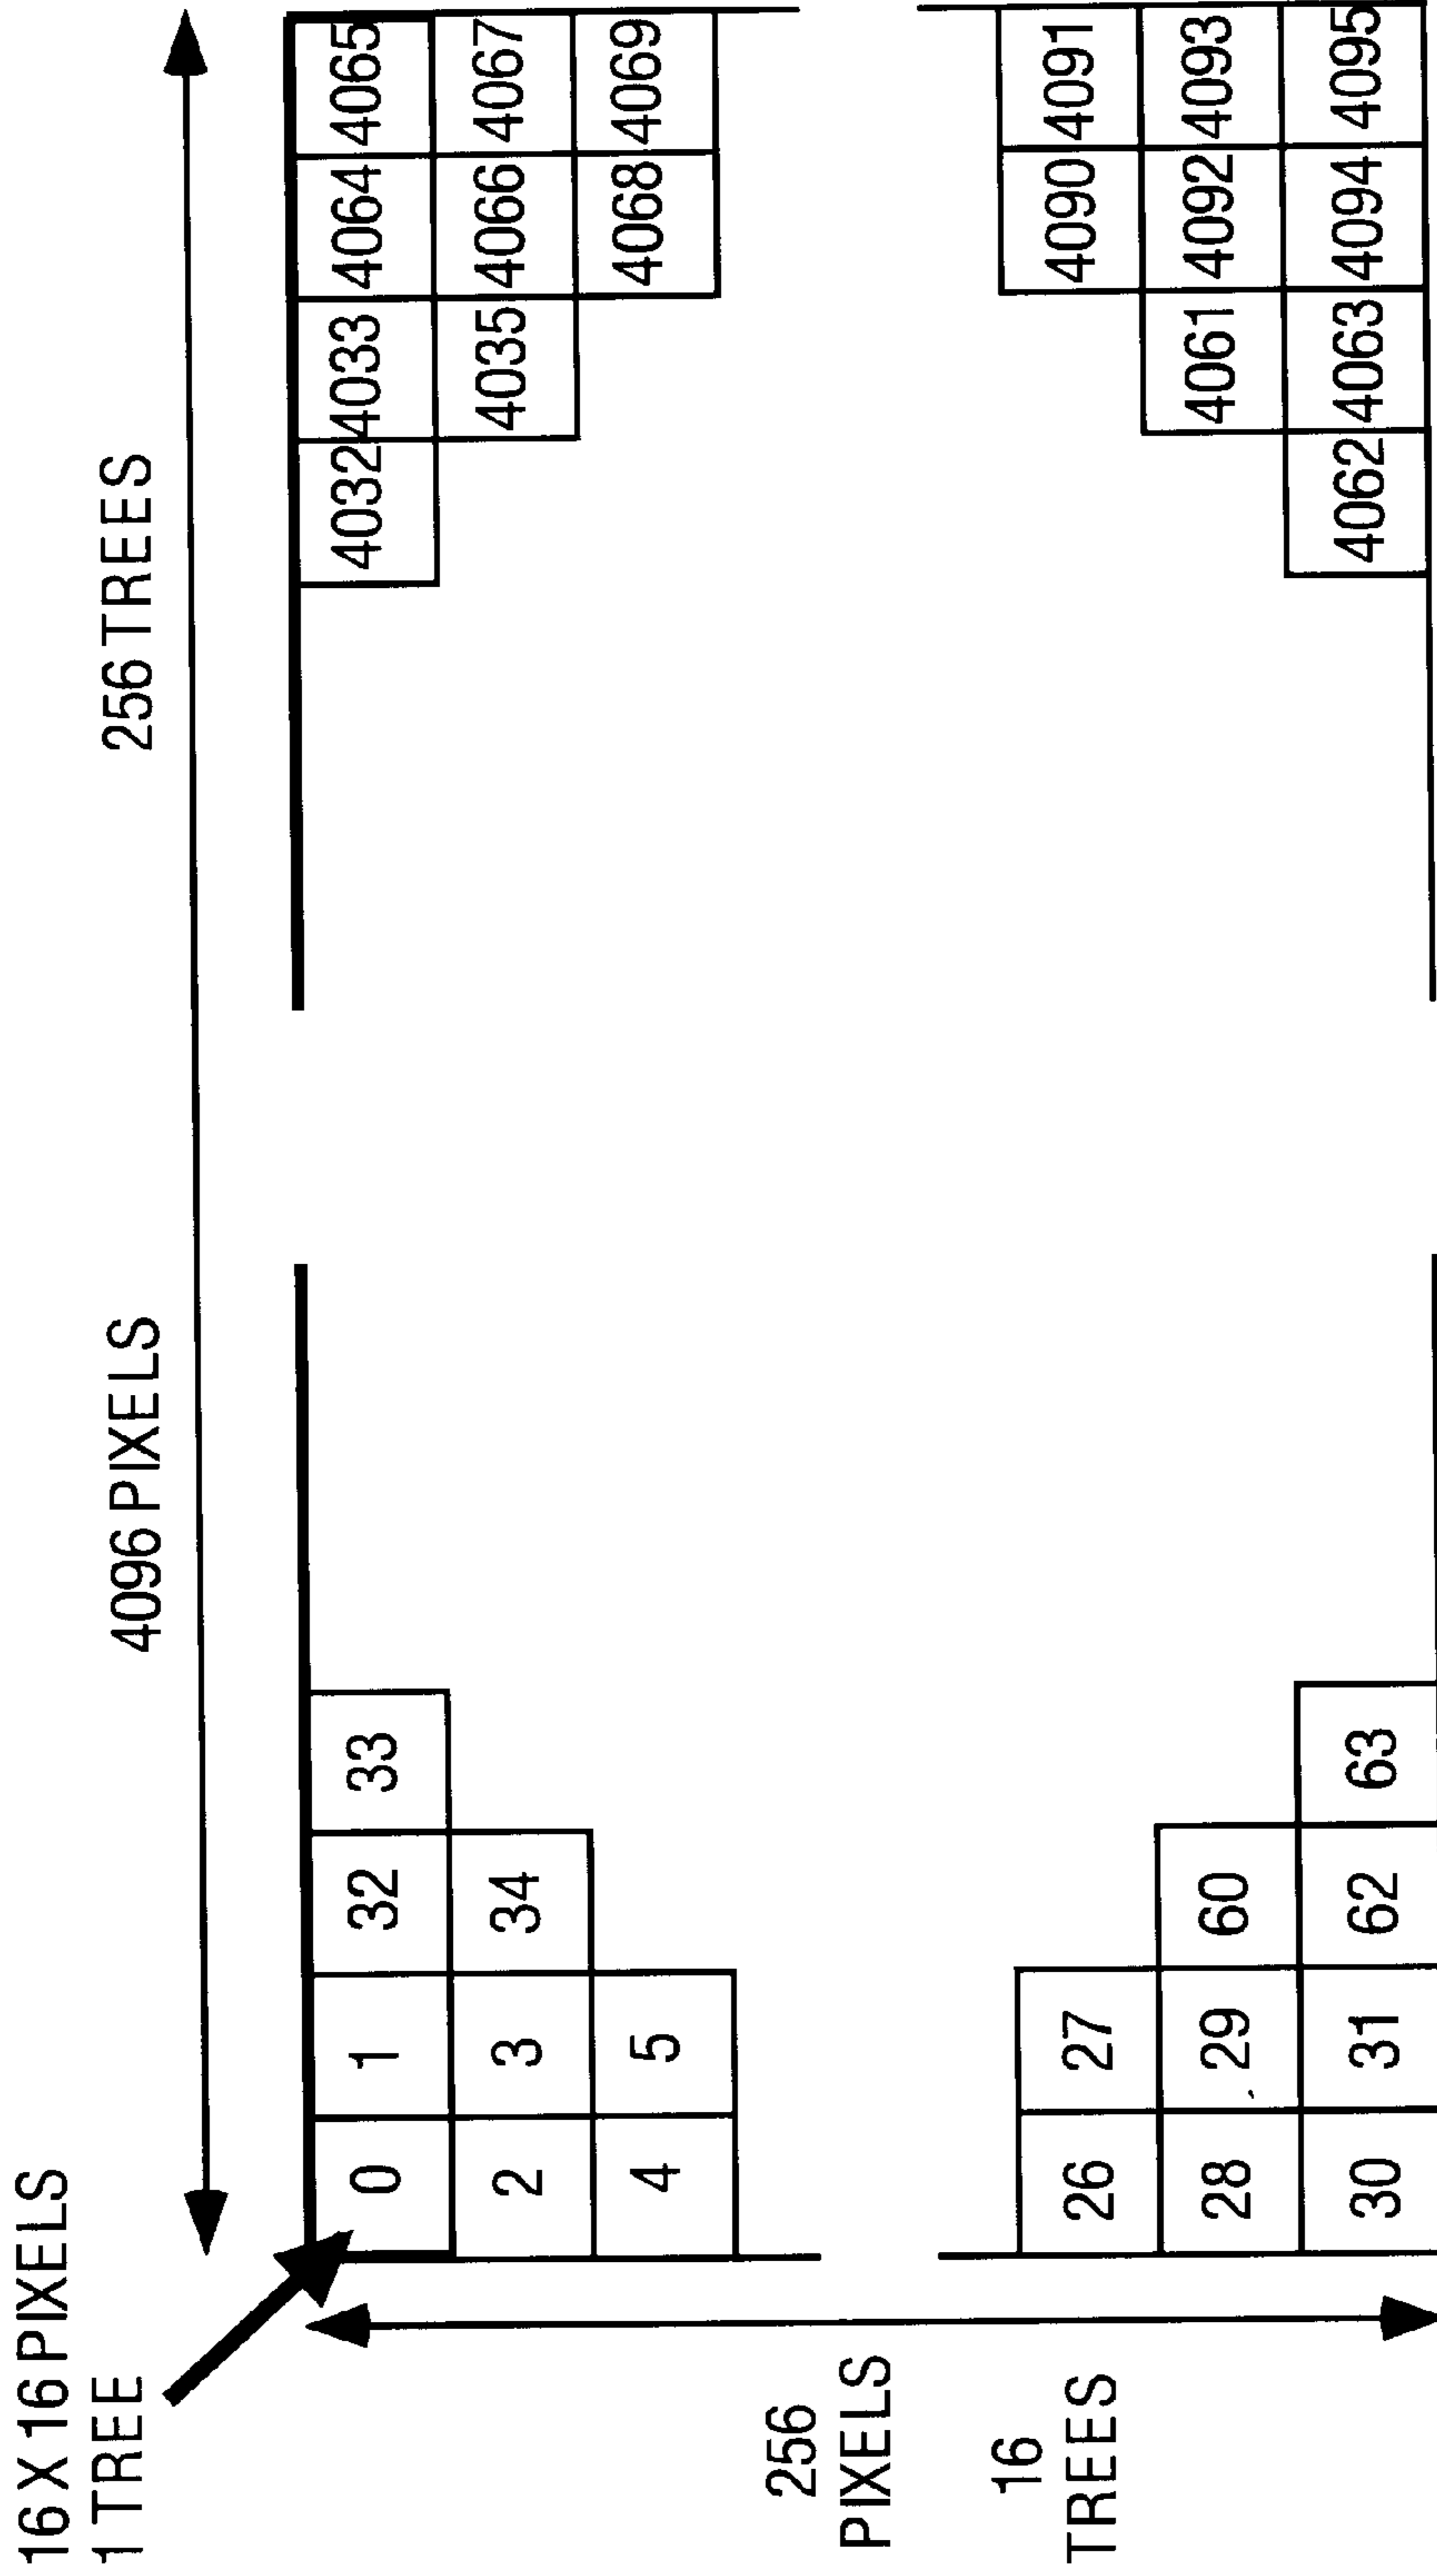 16 X 16 PIXELS
1 TREE
4096 PIXELS 256 TREES
256
PIXELS
16
TREES
0 1 32 33
2 3 34
4 5
26 27
28 29 60
30 31 62 63
4032 4033 4064 4065
4035 4066 4067
4068 4069
4090 4091
4061 4092 4093
4062 4063 4094 4095